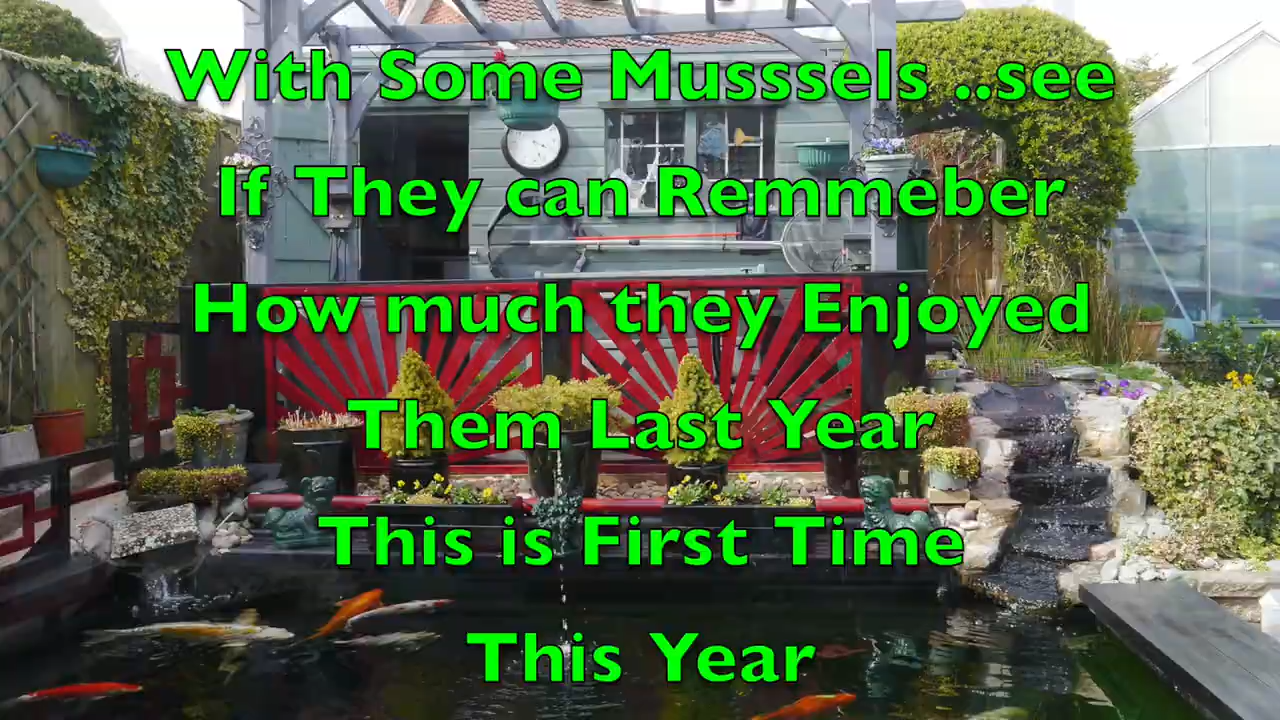 With Some Musssels ..see
If They can Remmeber
How much they Enjoyed
Them Last Year
This is First Time
This Year